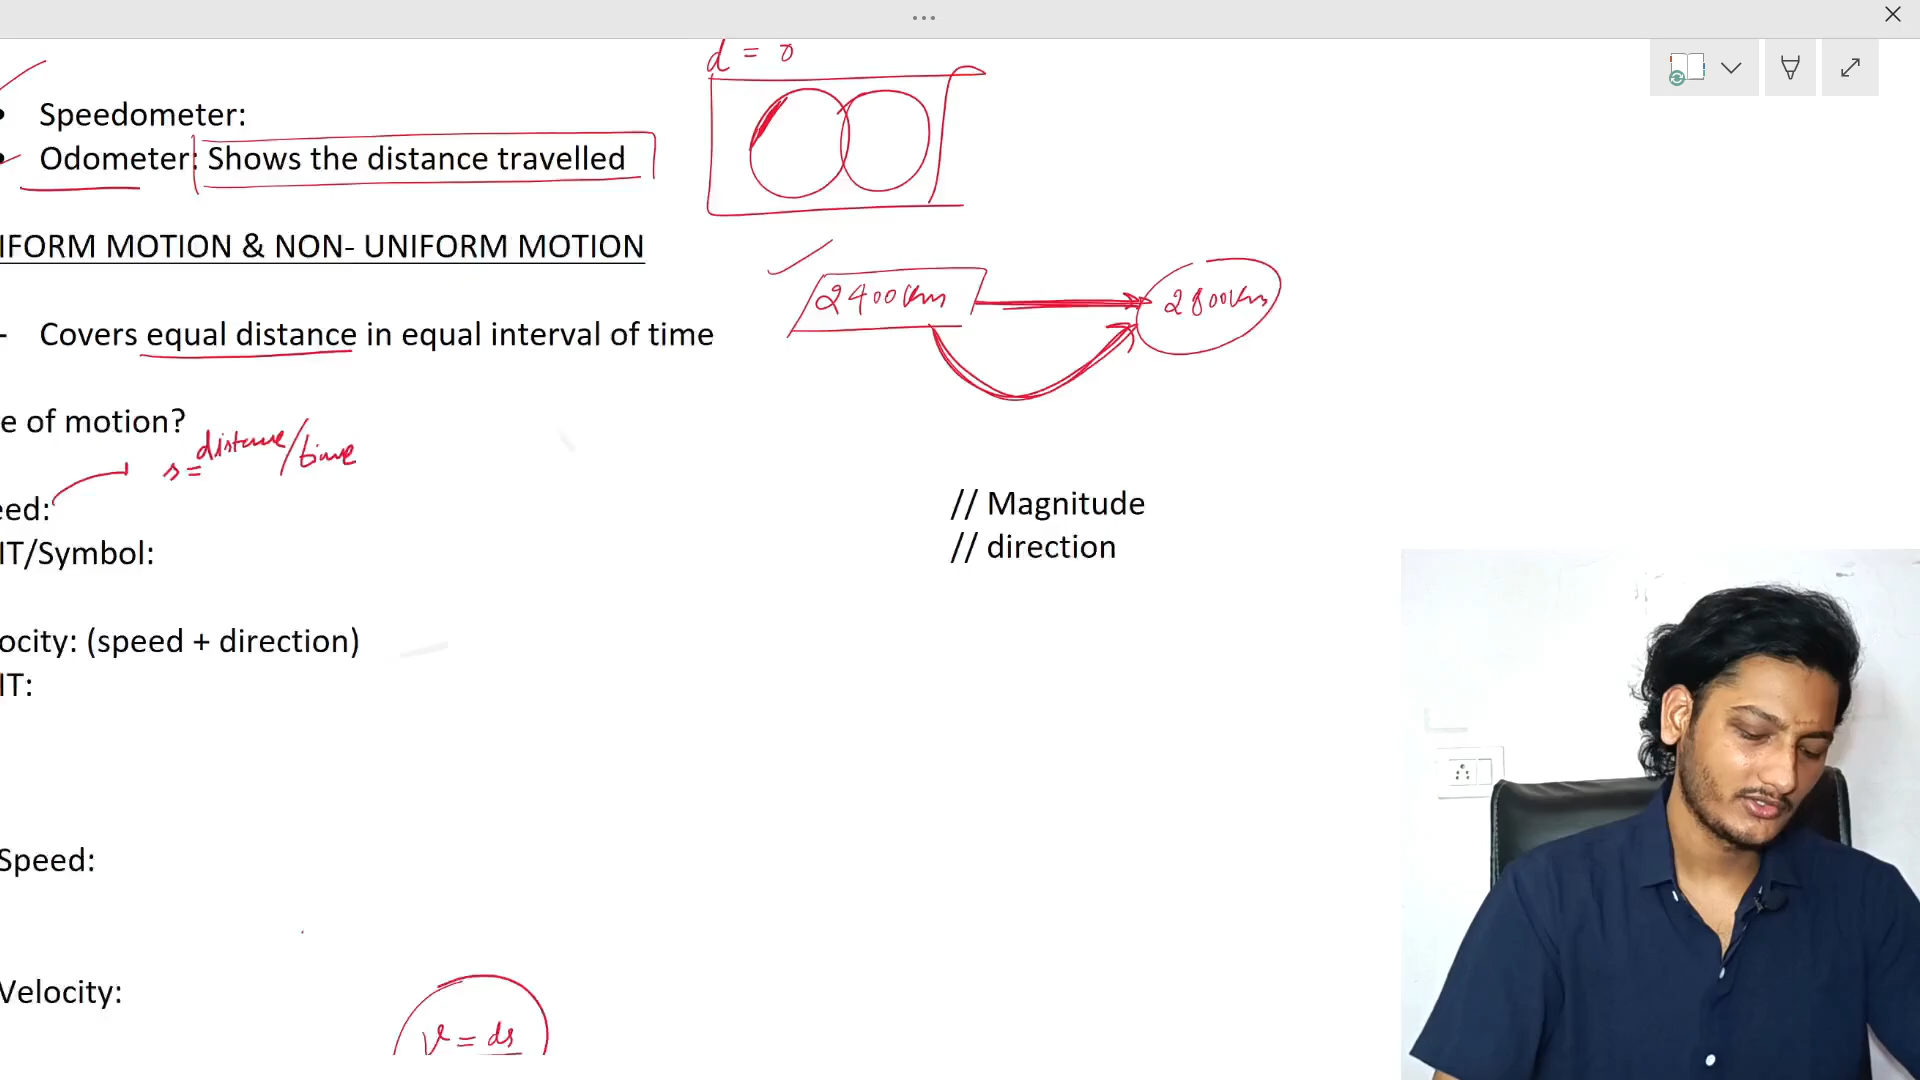 d = 0
Speedometer:
Odometer: Shows the distance travelled
IFORM MOTION & NON- UNIFORM MOTION
2400km
2800km
- Covers equal distance in equal interval of time
e of motion?
s = distance/time
eed:
// Magnitude
IT/Symbol:
// direction
ocity: (speed + direction)
IT:
Speed:
Velocity:
v = ds